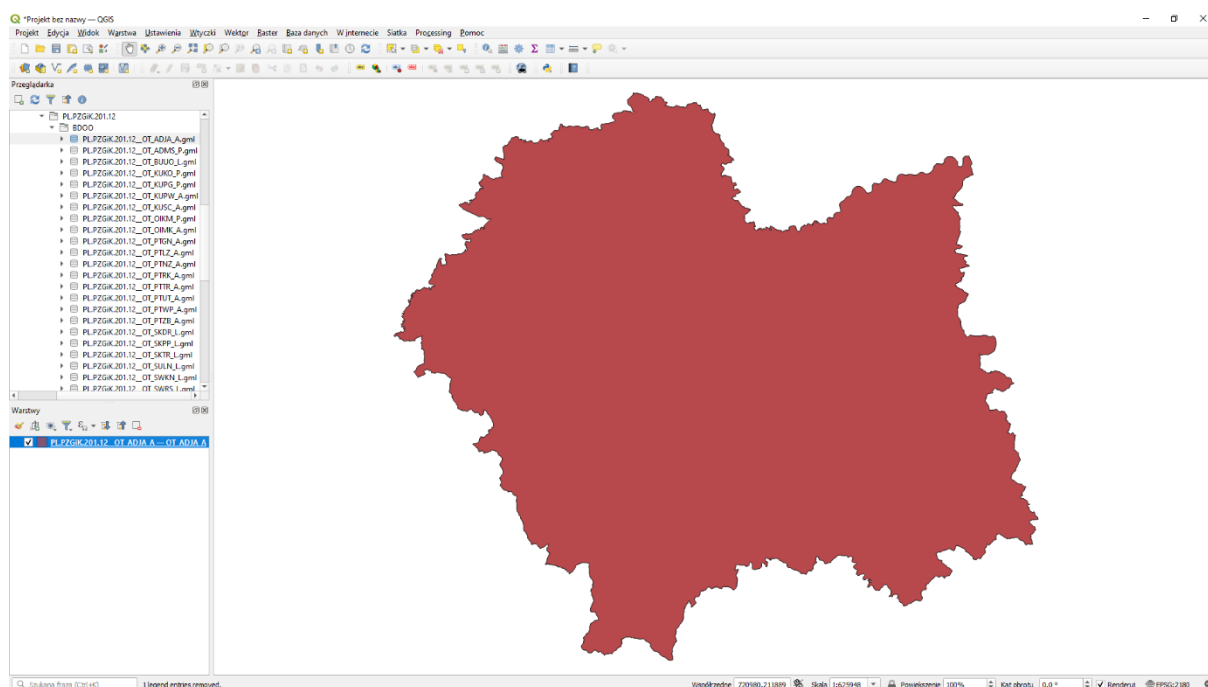 *Projekt bez nazwy — QGIS
Projekt Edycja Widok Warstwa Ustawienia Wtyczki Wektor Raster Baza danych W internecie Siatka Processing Pomoc
Przeglądarka
PL.PZGiK.201.12
BDOO
PL.PZGiK.201.12__OT_ADJA_A.gml
PL.PZGiK.201.12__OT_ADMS_P.gml
PL.PZGiK.201.12__OT_BUUO_L.gml
PL.PZGiK.201.12__OT_KUKO_P.gml
PL.PZGiK.201.12__OT_KUPG_P.gml
PL.PZGiK.201.12__OT_KUPW_A.gml
PL.PZGiK.201.12__OT_KUSC_A.gml
PL.PZGiK.201.12__OT_OIKM_P.gml
PL.PZGiK.201.12__OT_OIMK_A.gml
PL.PZGiK.201.12__OT_PTGN_A.gml
PL.PZGiK.201.12__OT_PTLZ_A.gml
PL.PZGiK.201.12__OT_PTNZ_A.gml
PL.PZGiK.201.12__OT_PTRK_A.gml
PL.PZGiK.201.12__OT_PTTR_A.gml
PL.PZGiK.201.12__OT_PTUT_A.gml
PL.PZGiK.201.12__OT_PTWP_A.gml
PL.PZGiK.201.12__OT_PTZB_A.gml
PL.PZGiK.201.12__OT_SKDR_L.gml
PL.PZGiK.201.12__OT_SKPP_L.gml
PL.PZGiK.201.12__OT_SKTR_L.gml
PL.PZGiK.201.12__OT_SULN_L.gml
PL.PZGiK.201.12__OT_SWKN_L.gml
PL.PZGiK.201.12__OT_SWRS_L.gml
Warstwy
PL.PZGiK.201.12__OT_ADJA_A — OT_ADJA_A
Szukana fraza (Ctrl+K) 1 legend entries removed. Współrzędne 720980,211889 Skala 1:625948 Powiększenie 100% Kąt obrotu 0,0 ° Renderuj EPSG:2180